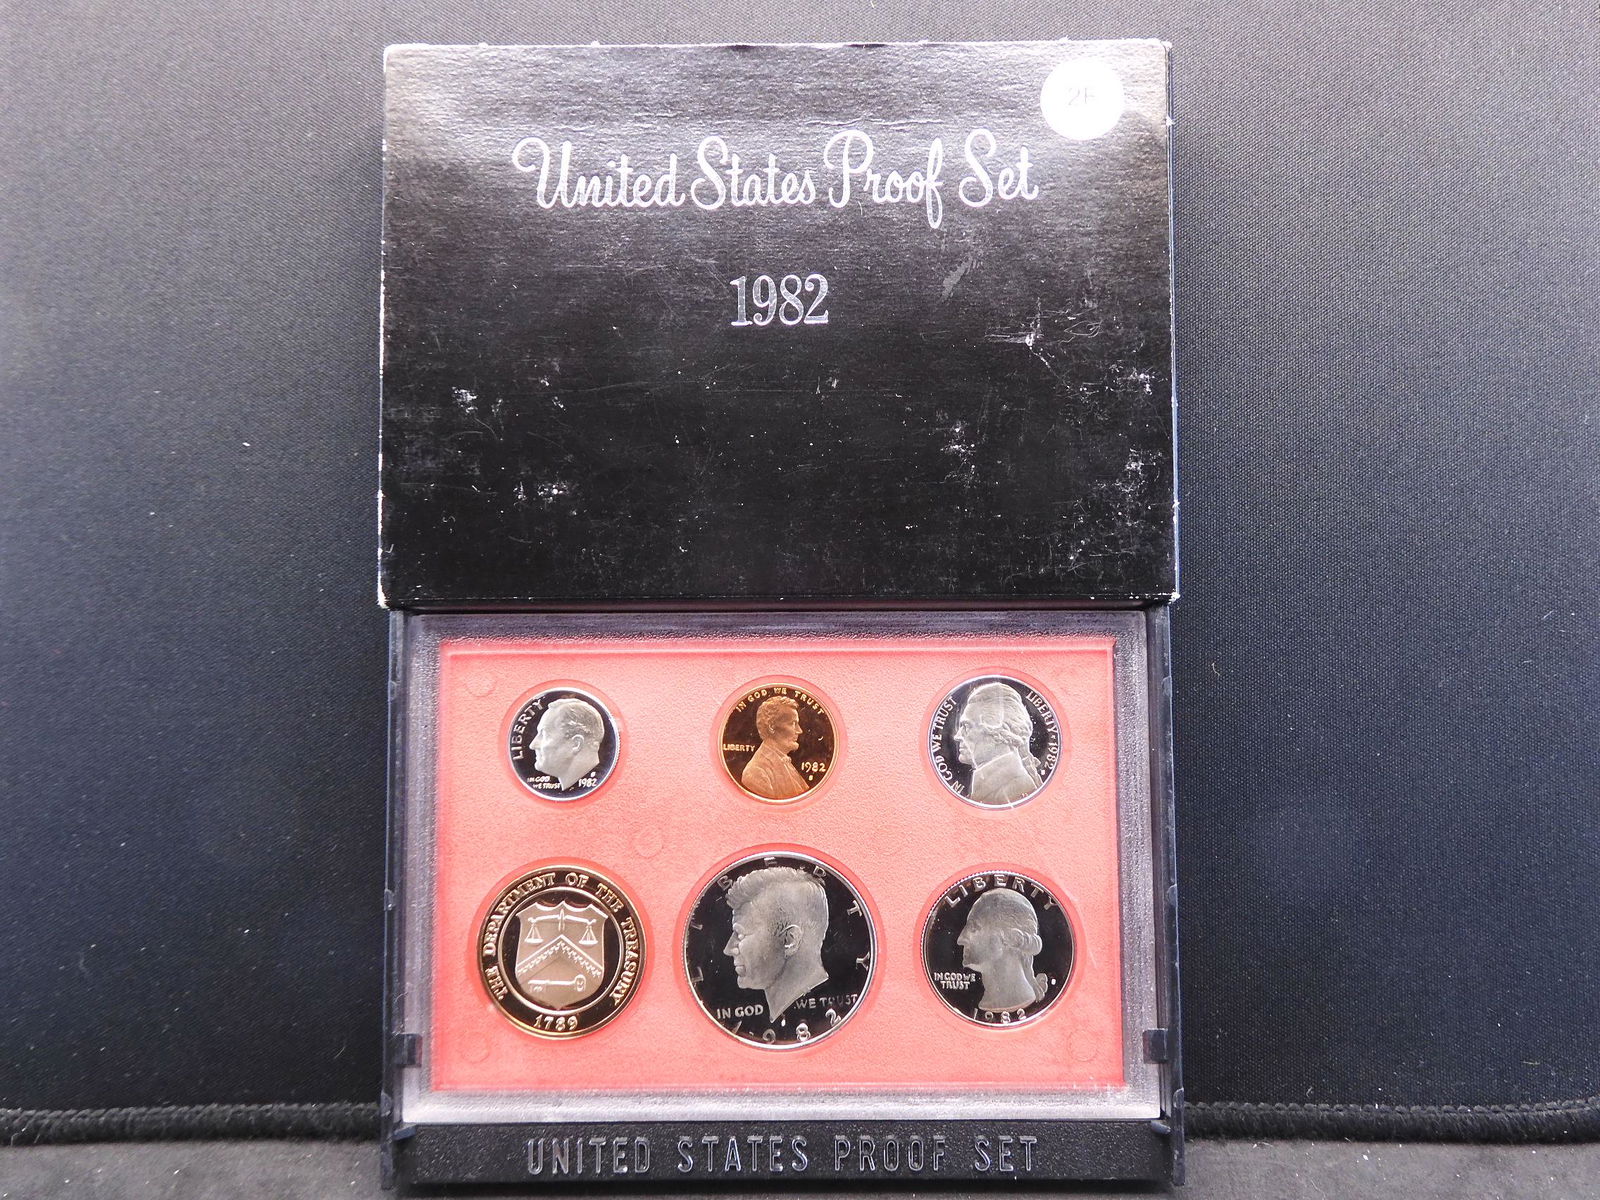 2F
United States Proof Set
1982
LIBERTY
IN GOD
WE TRUST
1982
IN GOD WE TRUST
LIBERTY
1982
IN GOD WE TRUST
LIBERTY 1982
THE DEPARTMENT OF THE TREASURY
1789
LIBERTY
IN GOD WE TRUST
1982
LIBERTY
IN GOD WE
TRUST
1982
UNITED STATES PROOF SET